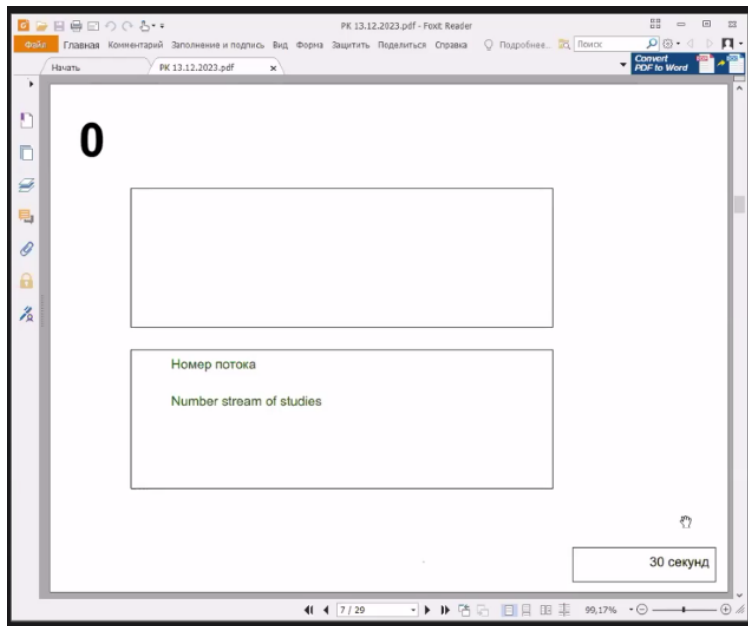 РК 13.12.2023.pdf - Foxit Reader
Файл Главная Комментарий Заполнение и подпись Вид Форма Защитить Поделиться Справка Подробнее... Поиск
Начать РК 13.12.2023.pdf
Convert
PDF to Word
0
Номер потока
Number stream of studies
30 секунд
7 / 29 99,17%